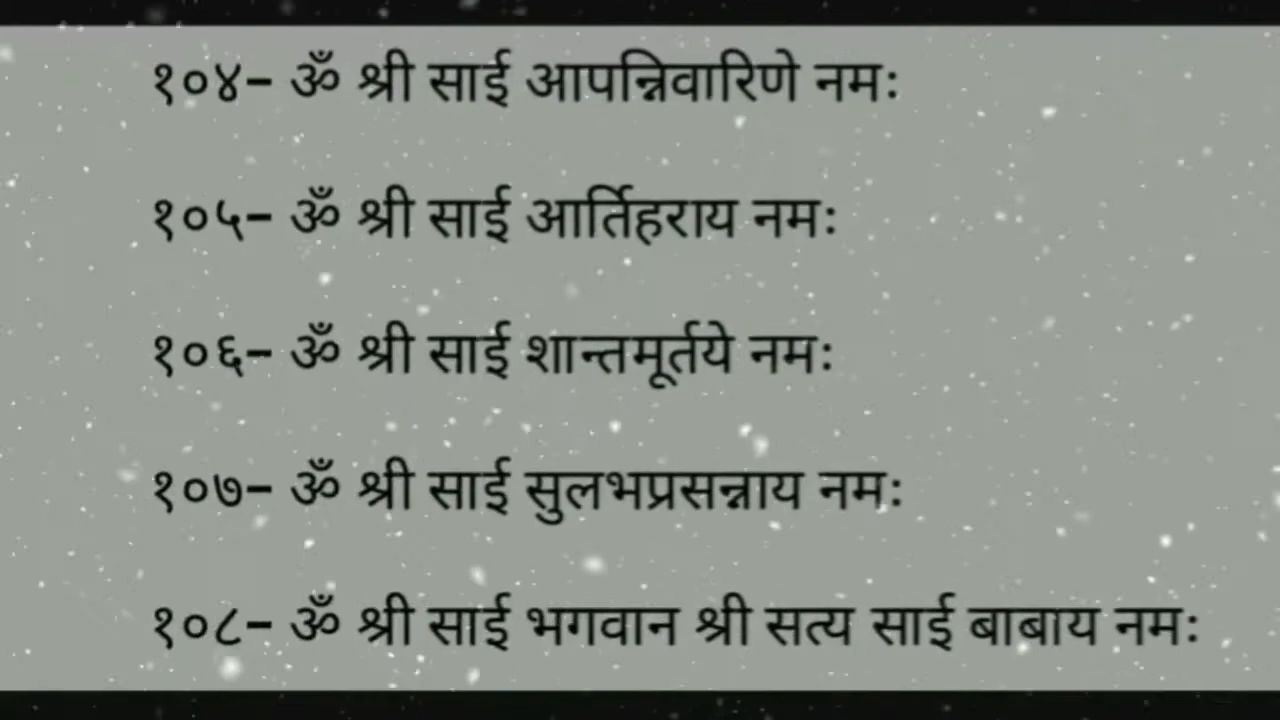 १०४– ॐ श्री साई आपन्निवारिणे नमः
१०५– ॐ श्री साई आर्तिहराय नमः
१०६– ॐ श्री साई शान्तमूर्तये नमः
१०७– ॐ श्री साई सुलभप्रसन्नाय नमः
१०८– ॐ श्री साई भगवान श्री सत्य साई बाबाय नमः